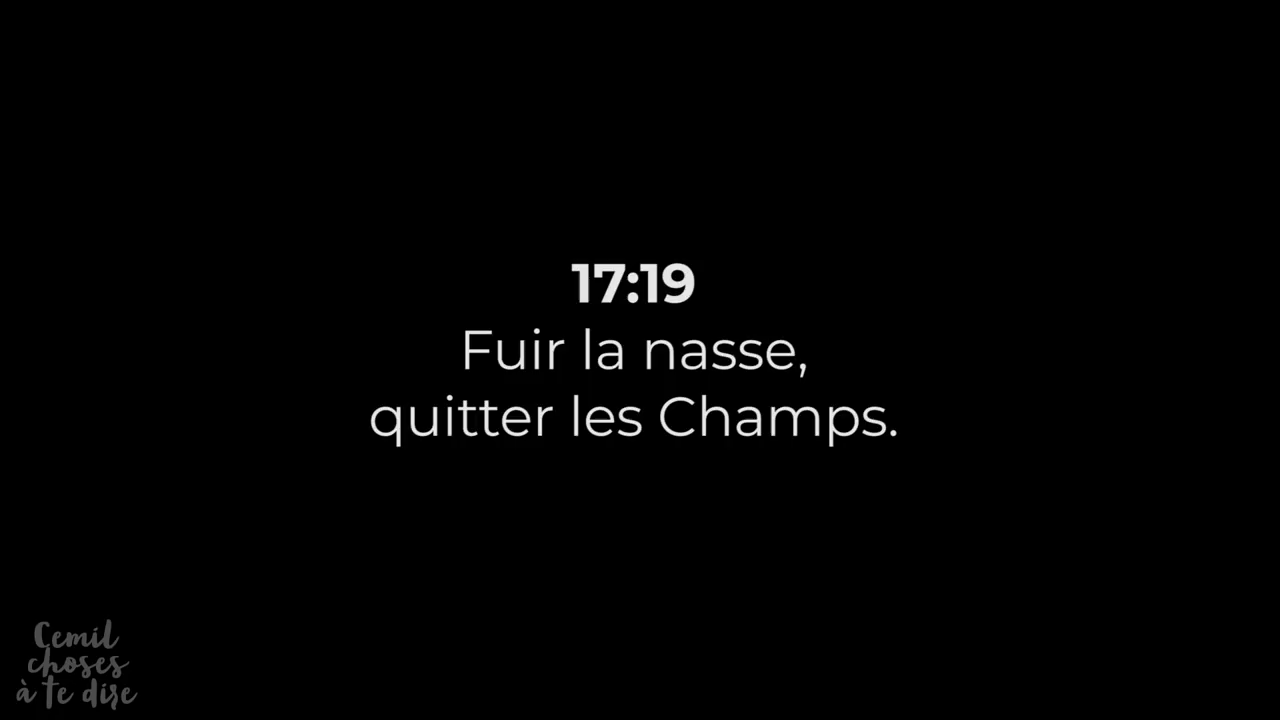 17:19
Fuir la nasse,
quitter les Champs.
Cemil
choses
à te dire